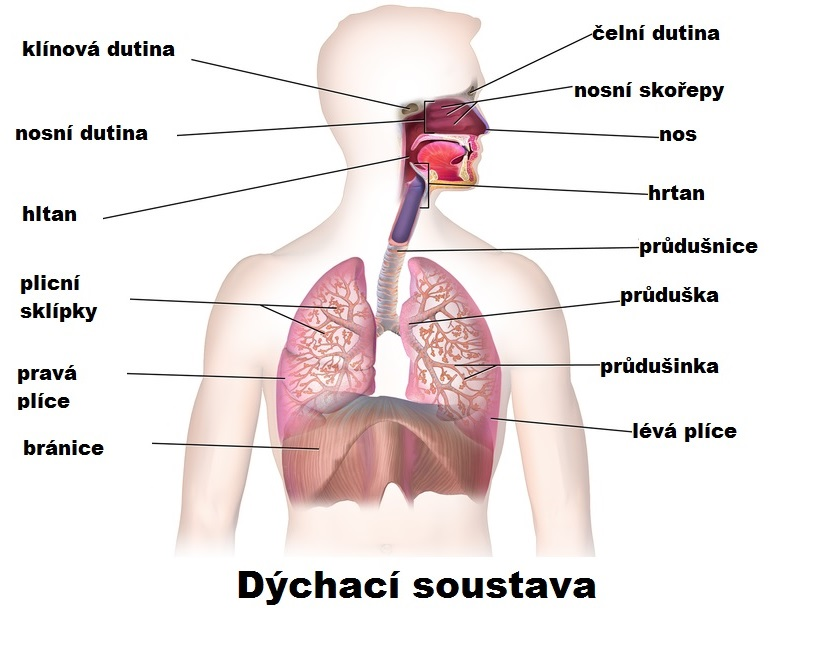 klínová dutina
nosní dutina
hltan
plicní
sklípky
pravá
plíce
bránice
čelní dutina
nosní skořepy
nos
hrtan
průdušnice
průduška
průdušinka
lévá plíce
Dýchací soustava